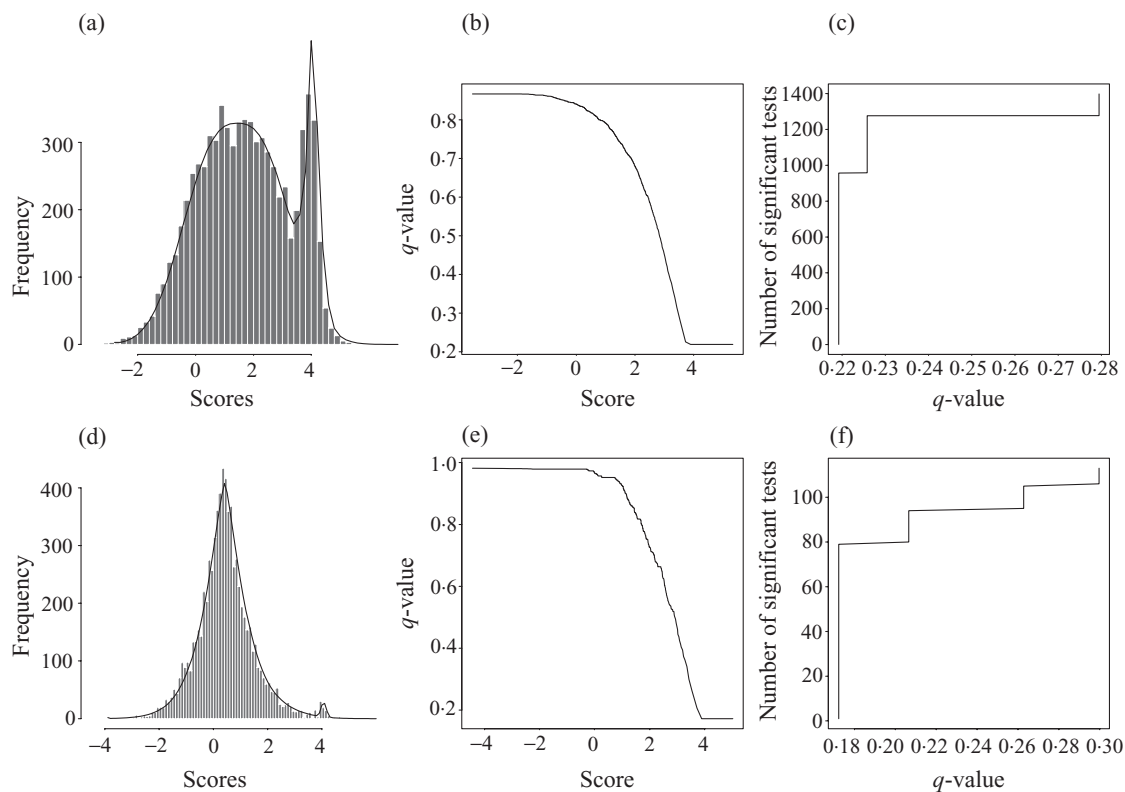 (a)
Frequency
300
200
100
0
−2 0 2 4
Scores
(b)
q-value
0·8
0·7
0·6
0·5
0·4
0·3
0·2
−2 0 2 4
Score
(c)
Number of significant tests
1400
1200
1000
800
600
400
200
0
0·22 0·23 0·24 0·25 0·26 0·27 0·28
q-value
(d)
Frequency
400
300
200
100
0
−4 −2 0 2 4
Scores
(e)
q-value
1·0
0·8
0·6
0·4
0·2
−4 −2 0 2 4
Score
(f)
Number of significant tests
100
80
60
40
20
0
0·18 0·20 0·22 0·24 0·26 0·28 0·30
q-value